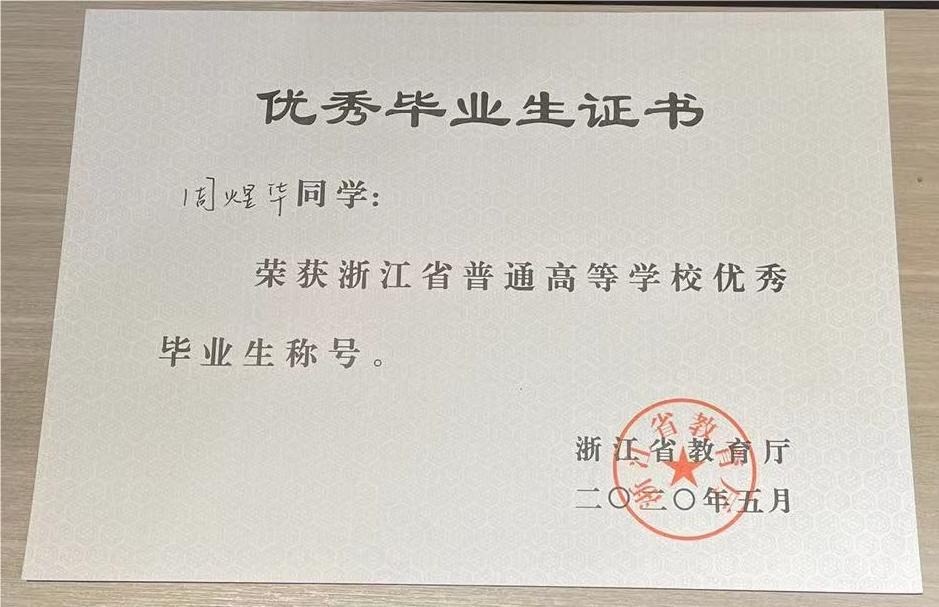 优秀毕业生证书
周煜华同学:
荣获浙江省普通高等学校优秀
毕业生称号。
浙江省教育厅
二〇二〇年五月
浙江省教育厅